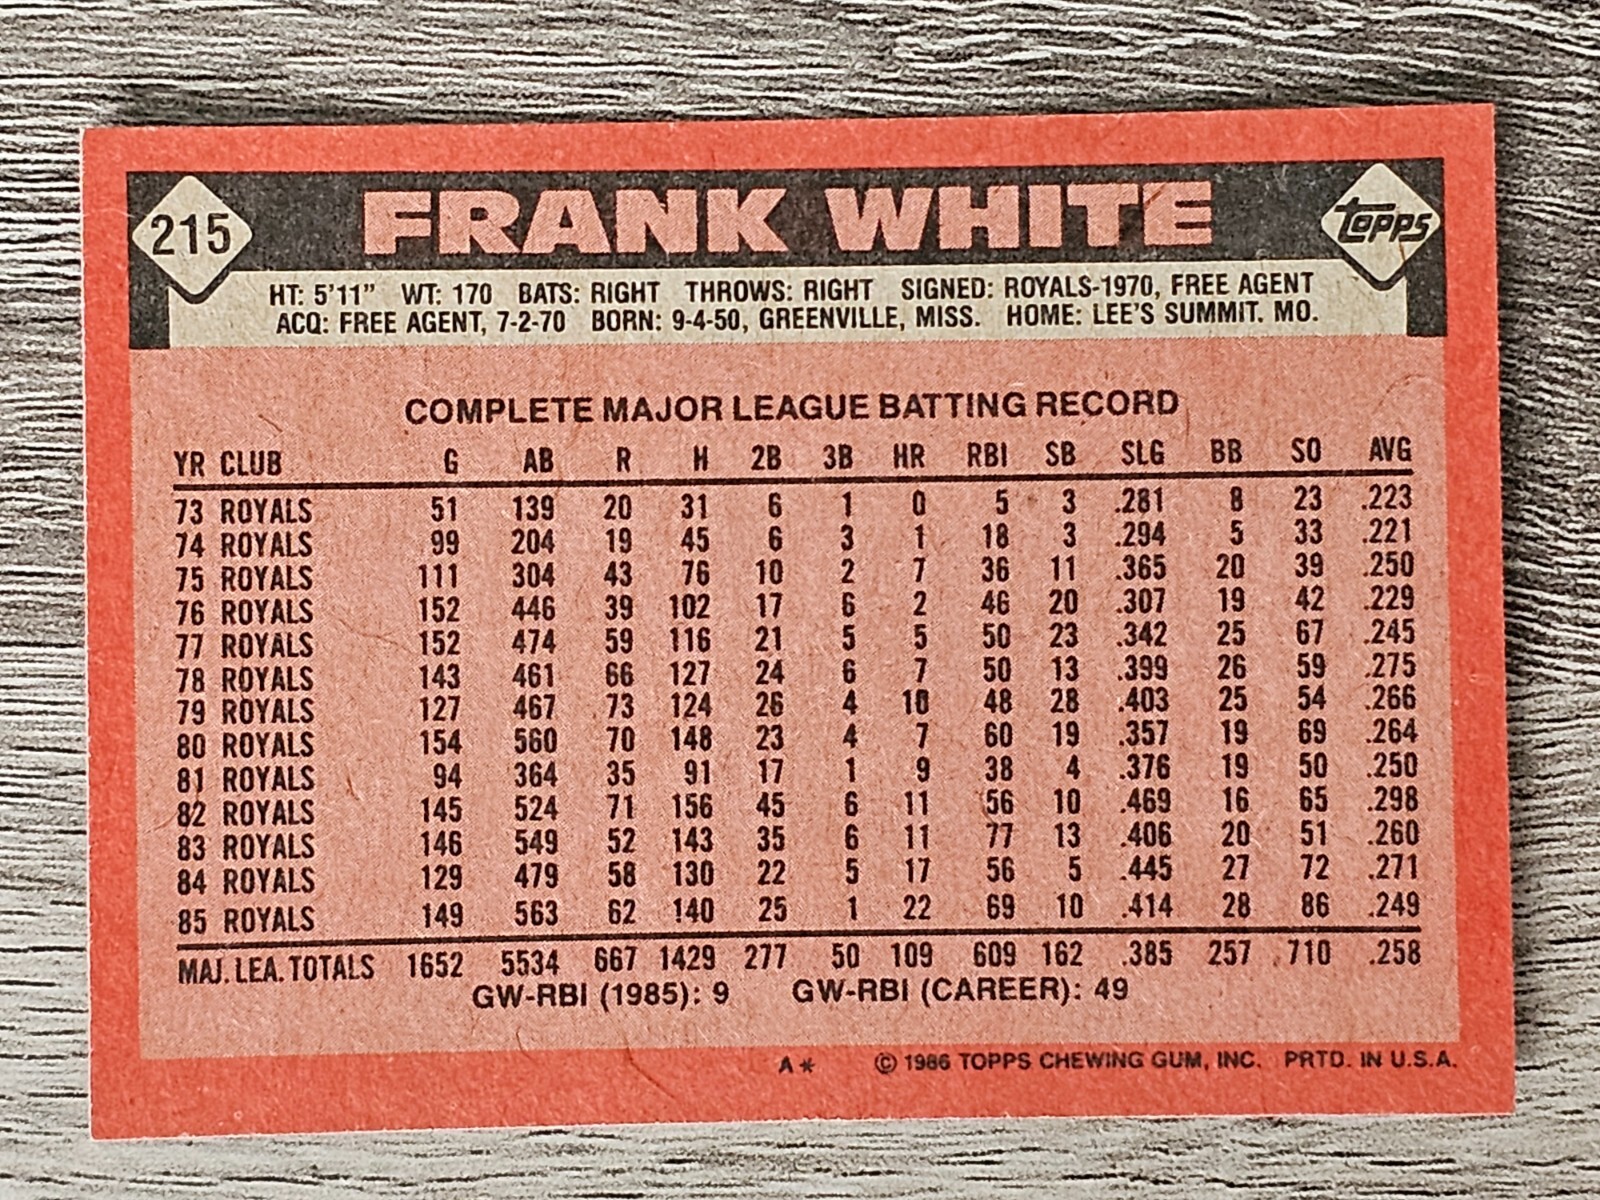 215 FRANK WHITE Topps
HT: 5'11" WT: 170 BATS: RIGHT THROWS: RIGHT SIGNED: ROYALS-1970, FREE AGENT
ACQ: FREE AGENT, 7-2-70 BORN: 9-4-50, GREENVILLE, MISS. HOME: LEE'S SUMMIT. MO.
COMPLETE MAJOR LEAGUE BATTING RECORD
YR CLUB G AB R H 2B 3B HR RBI SB SLG BB SO AVG
73 ROYALS 51 139 20 31 6 1 0 5 3 .281 8 23 .223
74 ROYALS 99 204 19 45 6 3 1 18 3 .294 5 33 .221
75 ROYALS 111 304 43 76 10 2 7 36 11 .365 20 39 .250
76 ROYALS 152 446 39 102 17 6 2 46 20 .307 19 42 .229
77 ROYALS 152 474 59 116 21 5 5 50 23 .342 25 67 .245
78 ROYALS 143 461 66 127 24 6 7 50 13 .399 26 59 .275
79 ROYALS 127 467 73 124 26 4 10 48 28 .403 25 54 .266
80 ROYALS 154 560 70 148 23 4 7 60 19 .357 19 69 .264
81 ROYALS 94 364 35 91 17 1 9 38 4 .376 19 50 .250
82 ROYALS 145 524 71 156 45 6 11 56 10 .469 16 65 .298
83 ROYALS 146 549 52 143 35 6 11 77 13 .406 20 51 .260
84 ROYALS 129 479 58 130 22 5 17 56 5 .445 27 72 .271
85 ROYALS 149 563 62 140 25 1 22 69 10 .414 28 86 .249
MAJ. LEA. TOTALS 1652 5534 667 1429 277 50 109 609 162 .385 257 710 .258
GW-RBI (1985): 9 GW-RBI (CAREER): 49
A* © 1986 TOPPS CHEWING GUM, INC. PRTD. IN U.S.A.